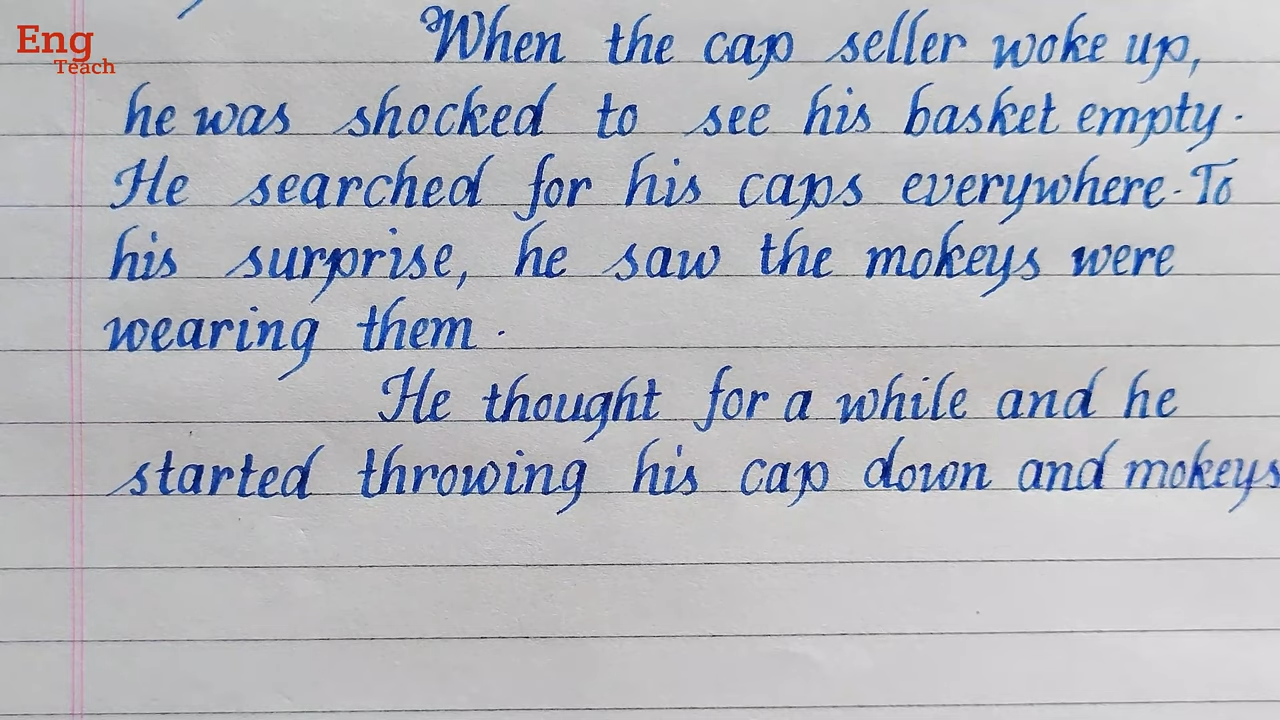 Eng
Teach
When the cap seller woke up,
he was shocked to see his basket empty.
He searched for his caps everywhere. To
his surprise, he saw the mokeys were
wearing them.
He thought for a while and he
started throwing his cap down and mokeys